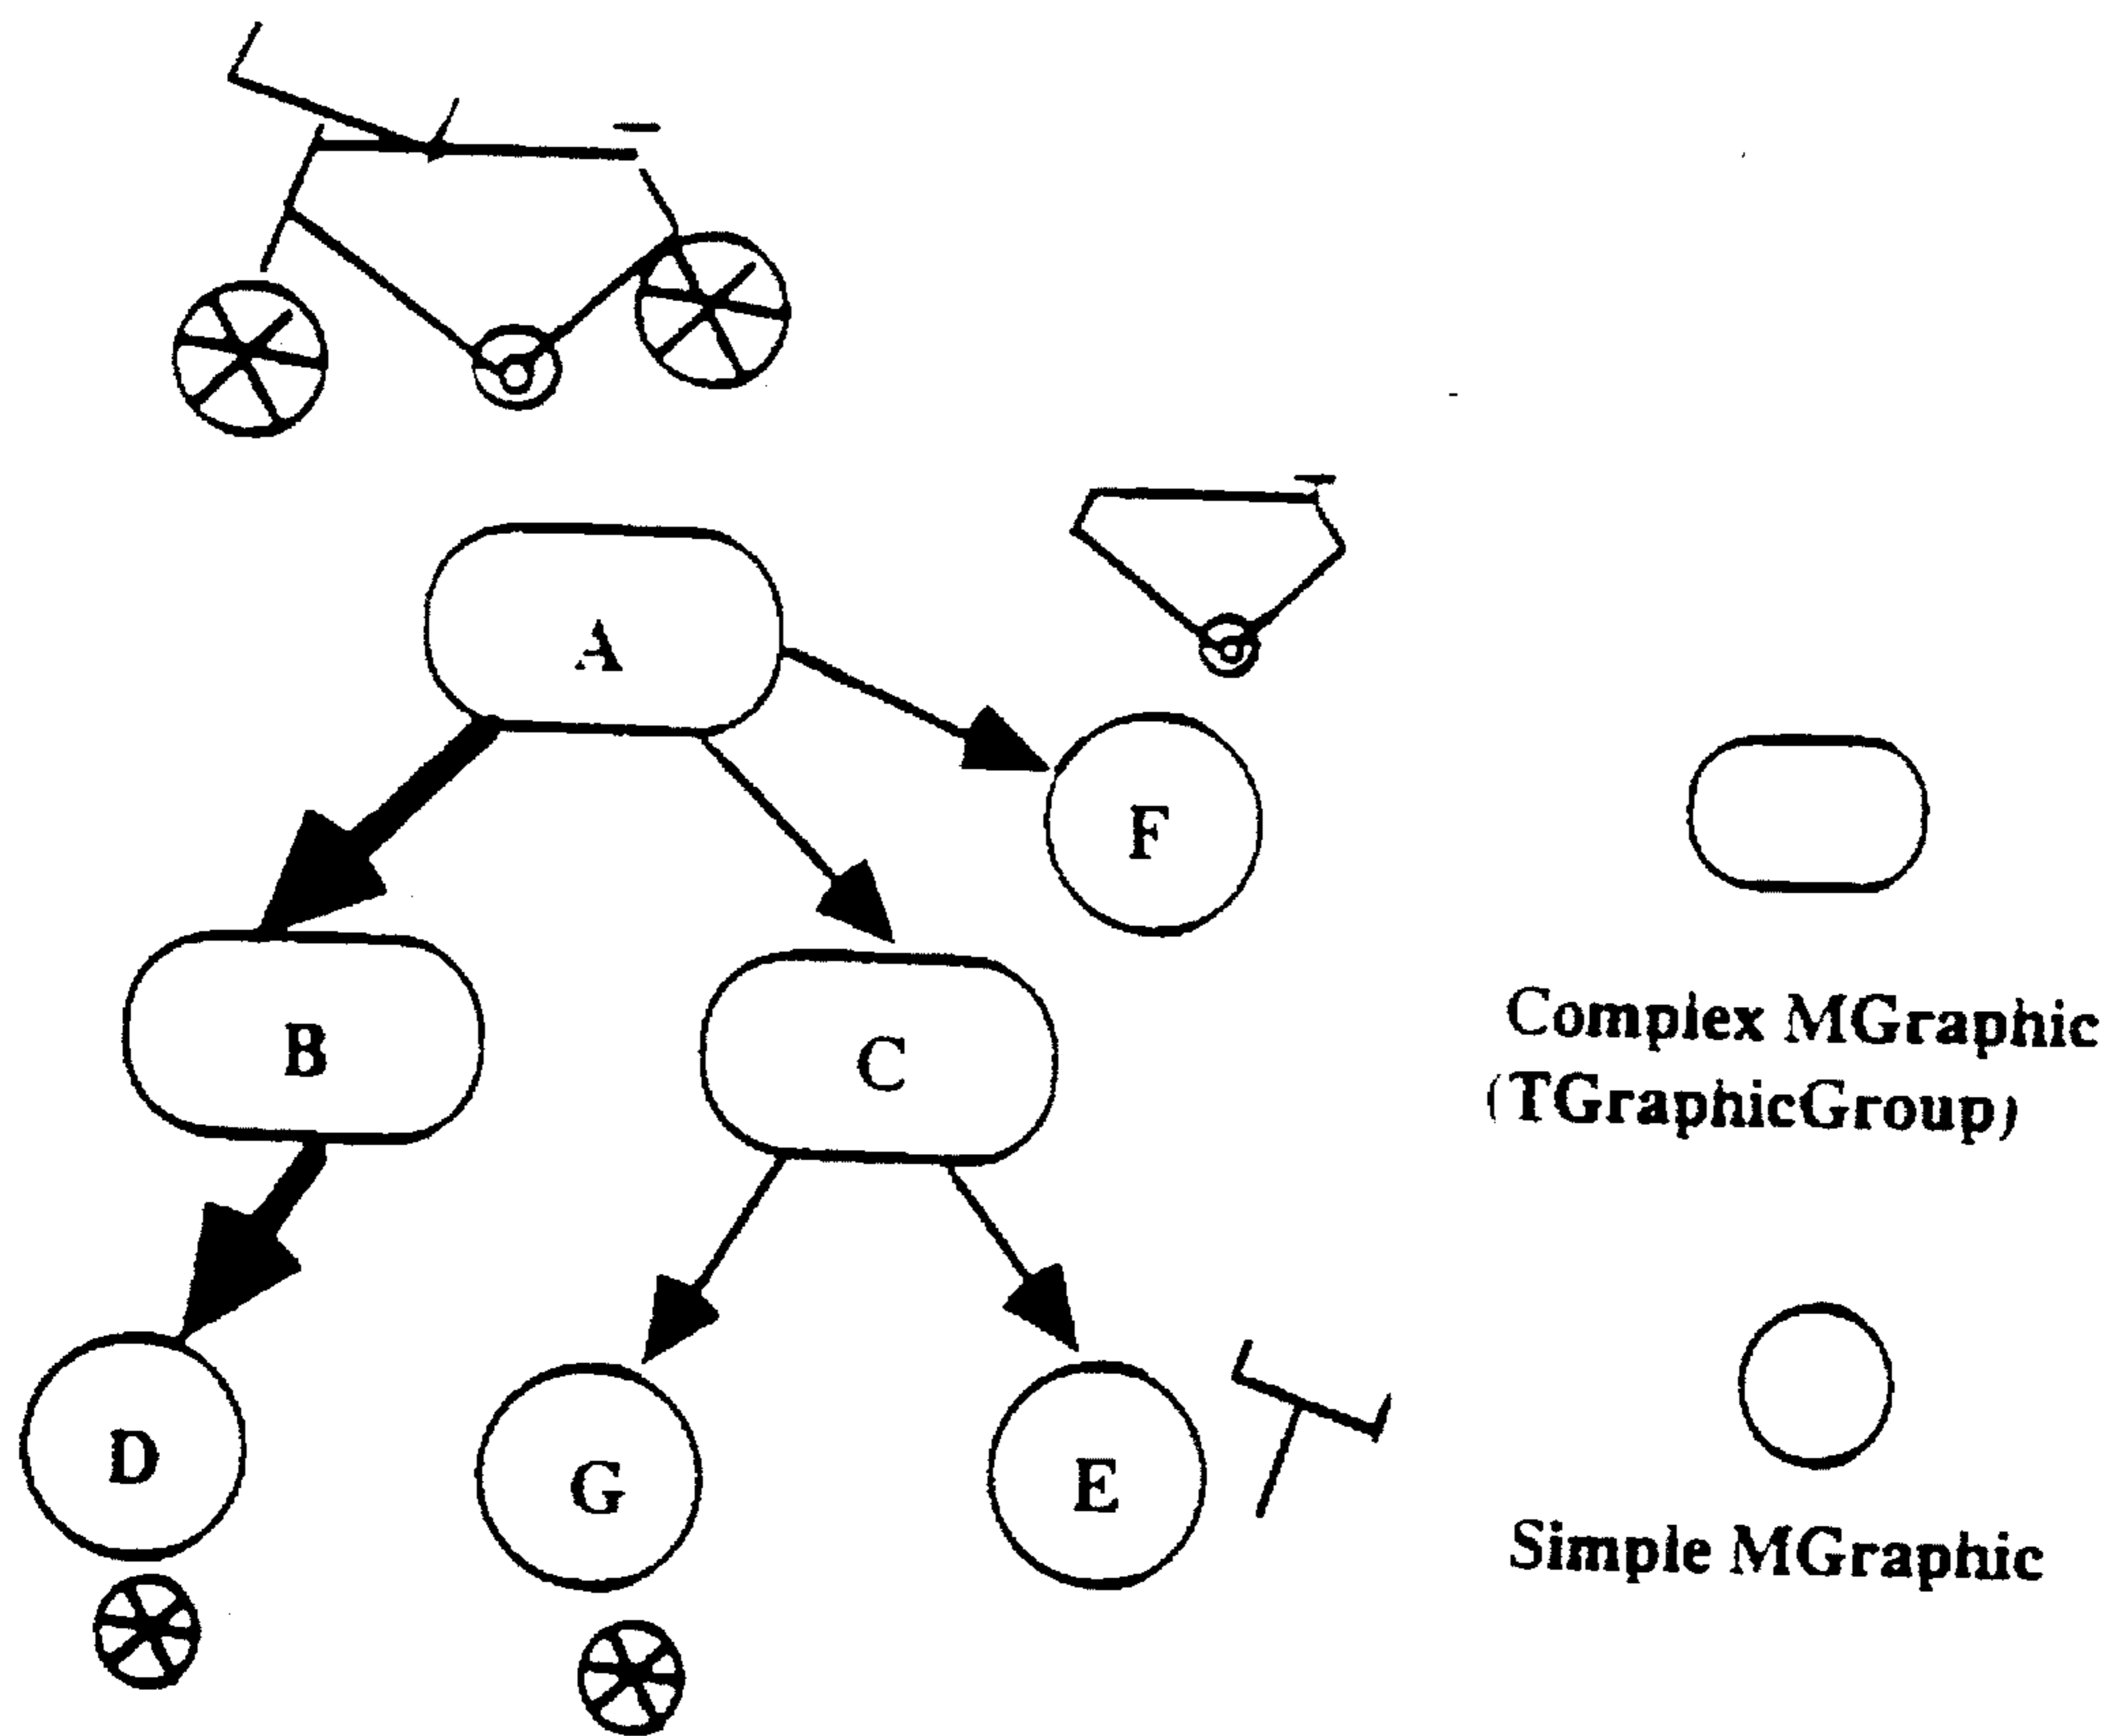 A
F
B
C
Complex MGraphic
(TGraphicGroup)
D
G
E
Simple MGraphic